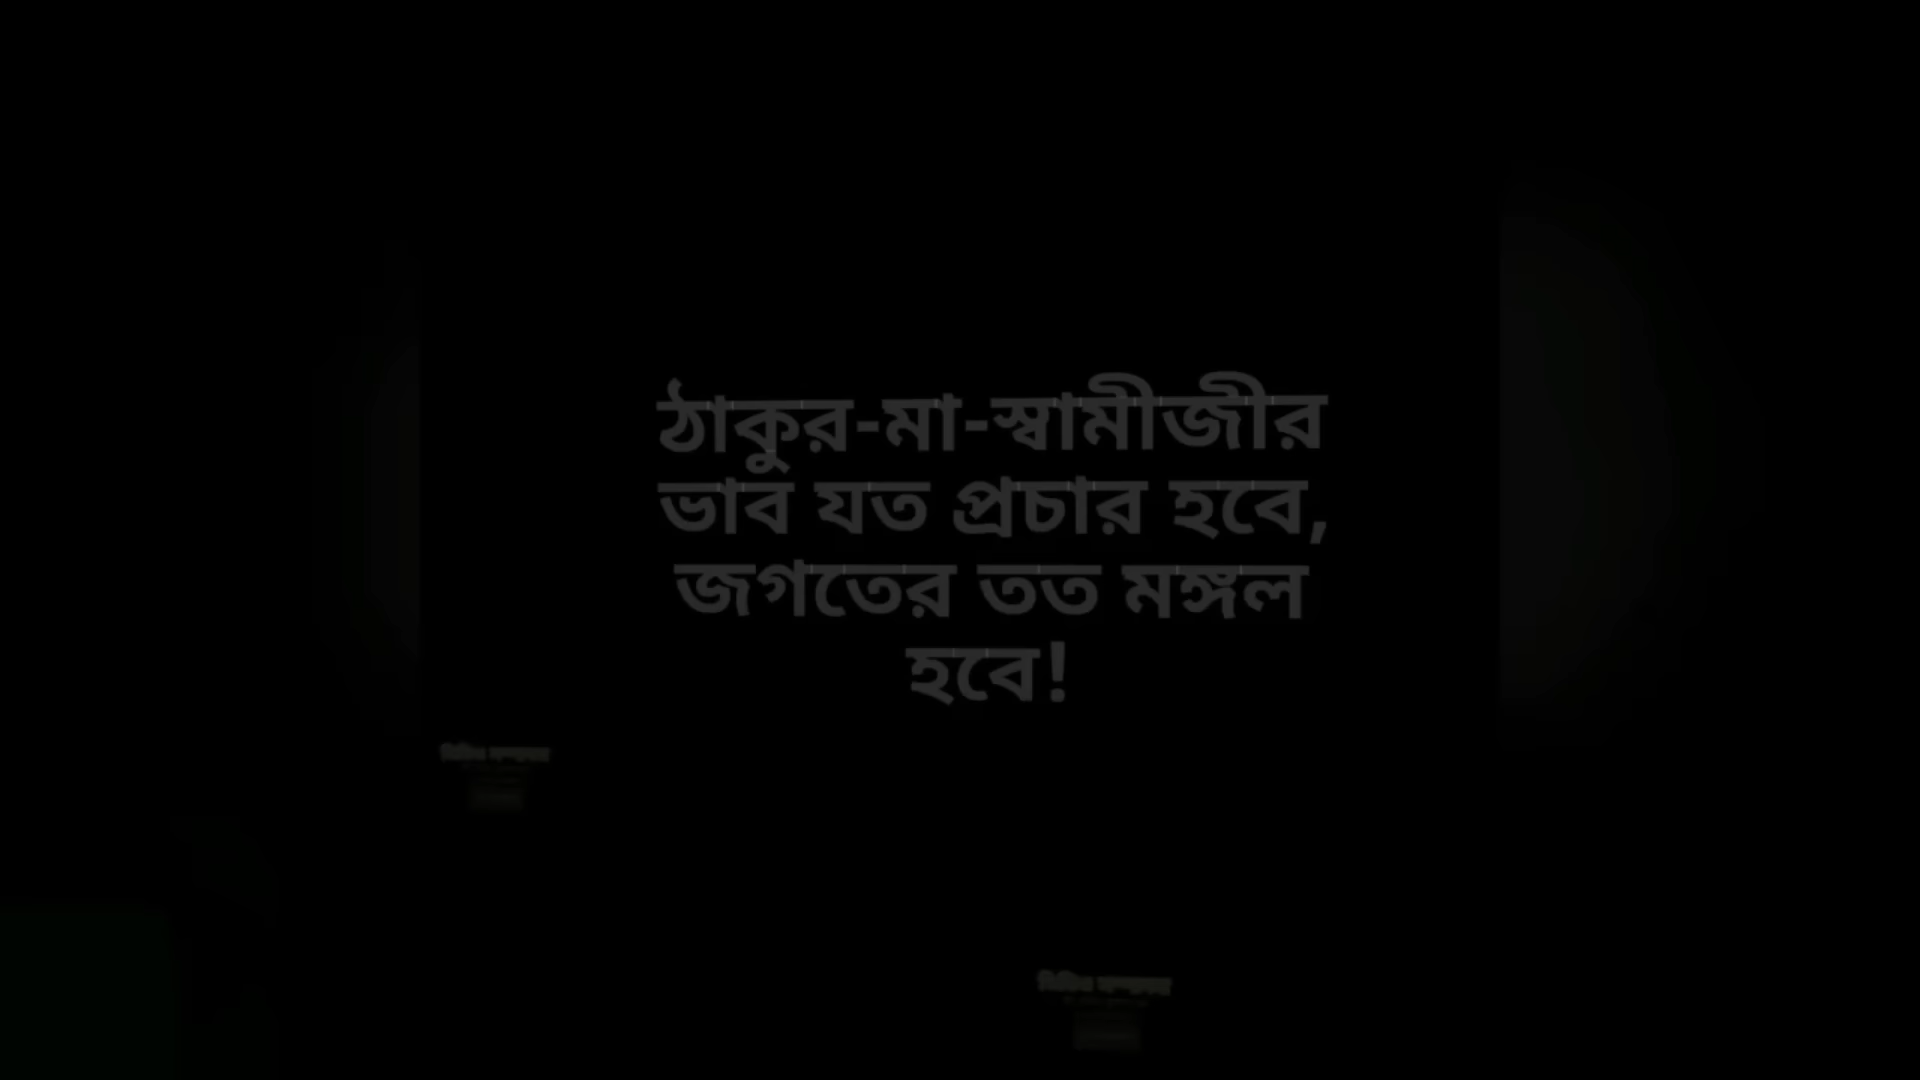 ঠাকুর-মা-স্বামীজীর
ভাব যত প্রচার হবে,
জগতের তত মঙ্গল
হবে!